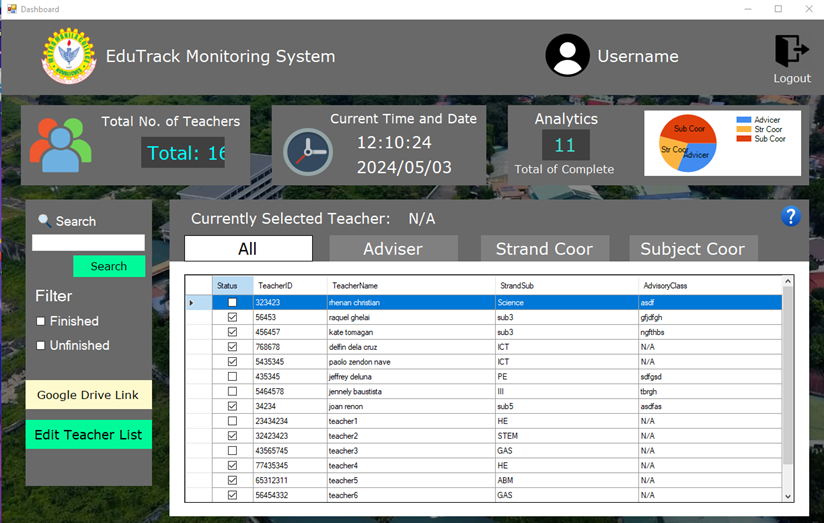 Dashboard
EduTrack Monitoring System
Username
Logout
Total No. of Teachers
Total: 16
Current Time and Date
12:10:24
2024/05/03
Analytics
11
Total of Complete
Sub Coor
Str Coor
Advicer
Advicer
Str Coor
Sub Coor
Search
Search
Filter
Finished
Unfinished
Google Drive Link
Edit Teacher List
Currently Selected Teacher: N/A
?
All Adviser Strand Coor Subject Coor
Status TeacherID TeacherName StrandSub AdvisoryClass
323423 rhenan christian Science asdf
56453 raquel ghelai sub3 gfjdfgh
456457 kate tomagan sub3 ngfthbs
768678 delfin dela cruz ICT N/A
5435345 paolo zendon nave ICT N/A
435345 jeffrey deluna PE sdfgsd
5464578 jennely baustista III tbrgh
34234 joan renon sub5 asdfas
23434234 teacher1 HE N/A
32423423 teacher2 STEM N/A
43565745 teacher3 GAS N/A
77435345 teacher4 HE N/A
65312311 teacher5 ABM N/A
56454332 teacher6 GAS N/A